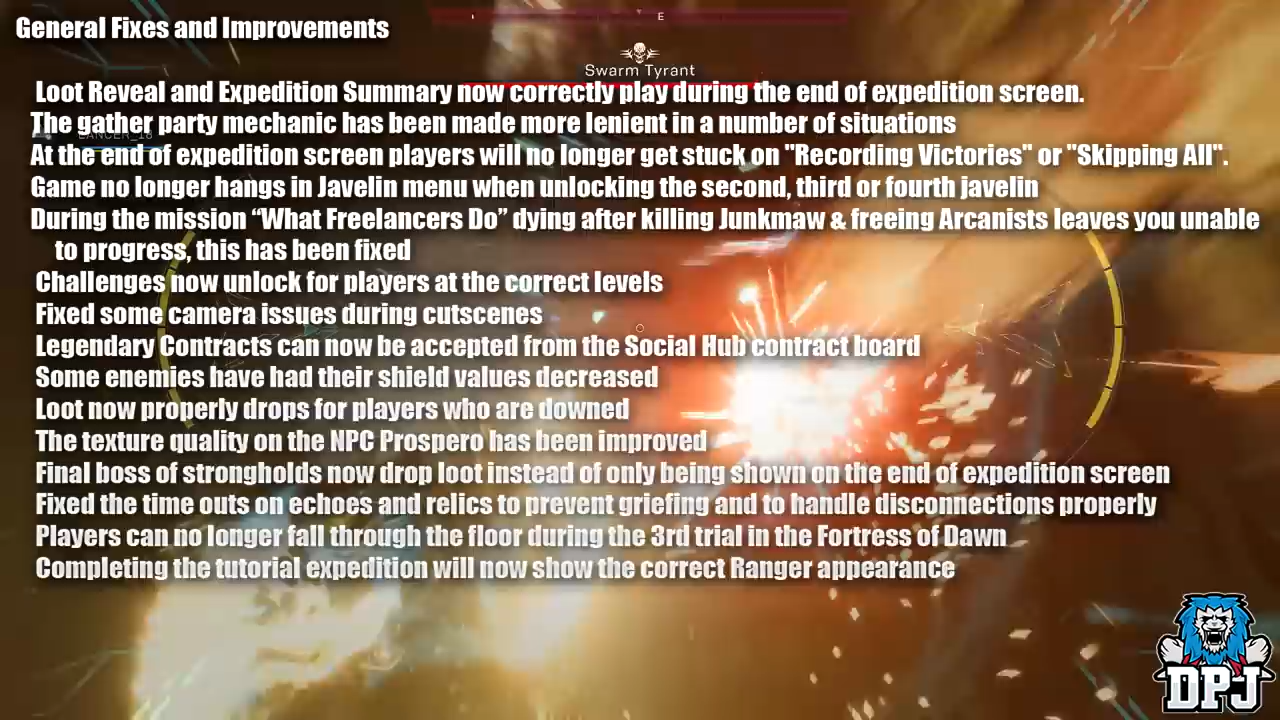 General Fixes and Improvements
E
Swarm Tyrant
Loot Reveal and Expedition Summary now correctly play during the end of expedition screen.
The gather party mechanic has been made more lenient in a number of situations
LANCER_16
At the end of expedition screen players will no longer get stuck on "Recording Victories" or "Skipping All".
Game no longer hangs in Javelin menu when unlocking the second, third or fourth javelin
During the mission “What Freelancers Do” dying after killing Junkmaw & freeing Arcanists leaves you unable
to progress, this has been fixed
Challenges now unlock for players at the correct levels
Fixed some camera issues during cutscenes
Legendary Contracts can now be accepted from the Social Hub contract board
Some enemies have had their shield values decreased
Loot now properly drops for players who are downed
The texture quality on the NPC Prospero has been improved
Final boss of strongholds now drop loot instead of only being shown on the end of expedition screen
Fixed the time outs on echoes and relics to prevent griefing and to handle disconnections properly
Players can no longer fall through the floor during the 3rd trial in the Fortress of Dawn
Completing the tutorial expedition will now show the correct Ranger appearance
DPJ